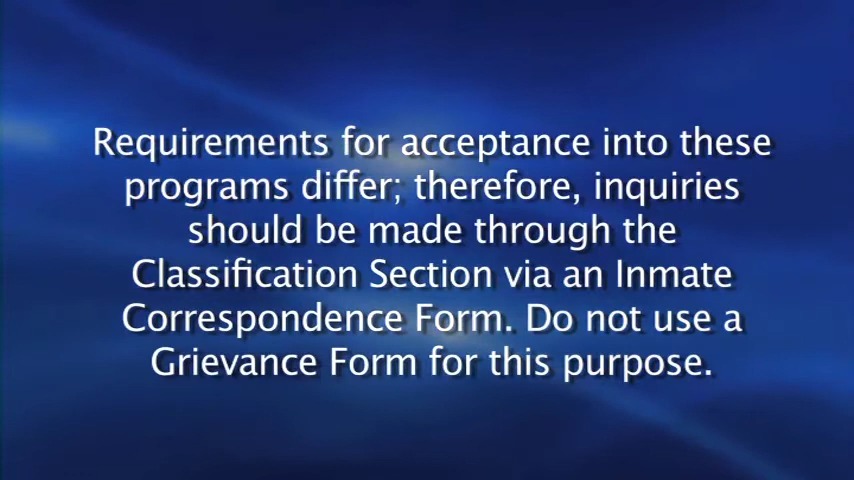 Requirements for acceptance into these
programs differ; therefore, inquiries
should be made through the
Classification Section via an Inmate
Correspondence Form. Do not use a
Grievance Form for this purpose.